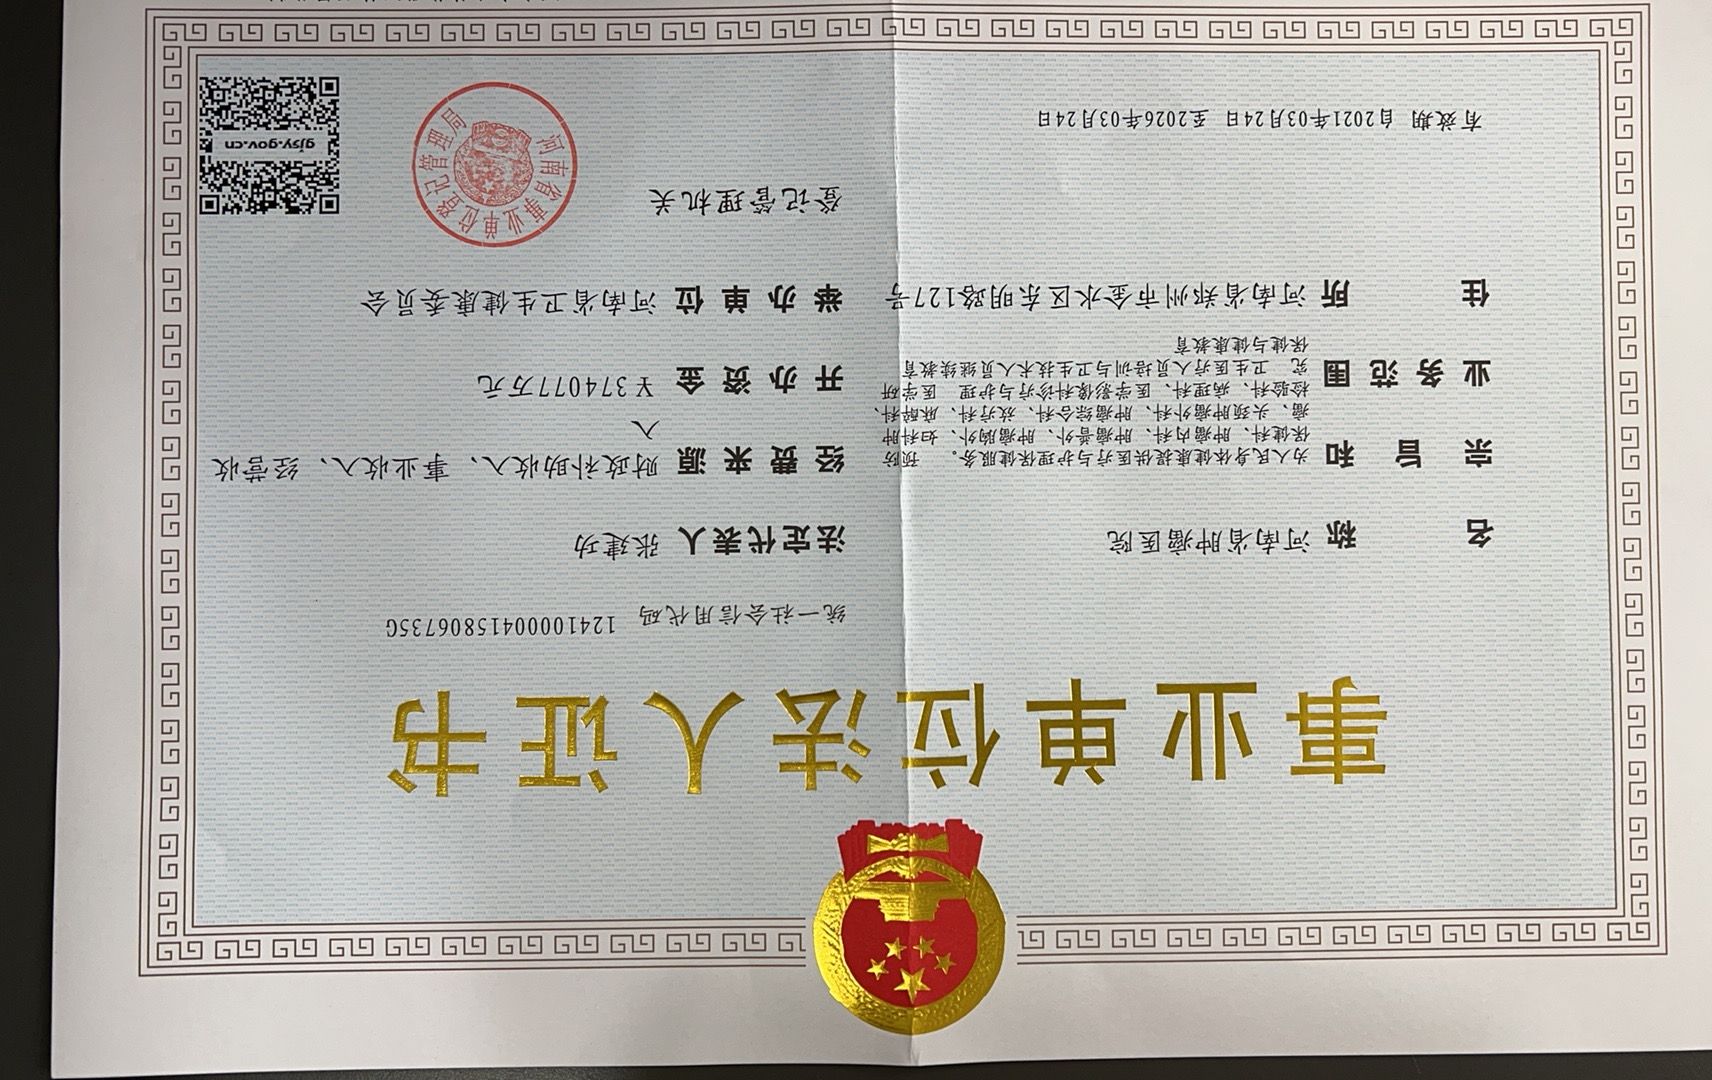 事业单位法人证书
统一社会信用代码 12410000415806735G
名称 河南省肿瘤医院
宗旨和业务范围
为人民身体健康提供医疗与护理保健服务。 预防
保健科、肿瘤内科、肿瘤普外、肿瘤胸外、妇科肿
瘤、头颈肿瘤外科、肿瘤综合科、放疗科、麻醉科、
检验科、病理科、医学影像科诊疗与护理 医学研
究 卫生医疗人员培训与卫生技术人员继续教育
保健与健康教育
住所 河南省郑州市金水区东明路127号
有效期 自2021年03月24日 至2026年03月24日
法定代表人 张建功
经费来源 财政补助收入、事业收入、经营收
入
开办资金 ￥374077万元
举办单位 河南省卫生健康委员会
登记管理机关
河南省事业单位登记管理局
gjsy.gov.cn